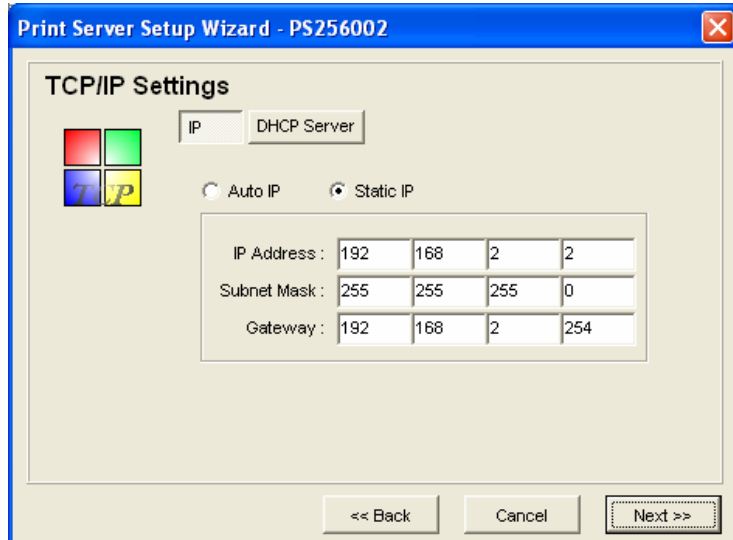 Print Server Setup Wizard - PS256002
TCP/IP Settings
IP DHCP Server
TCP
Auto IP Static IP
IP Address : 192 168 2 2
Subnet Mask : 255 255 255 0
Gateway : 192 168 2 254
<< Back Cancel Next >>